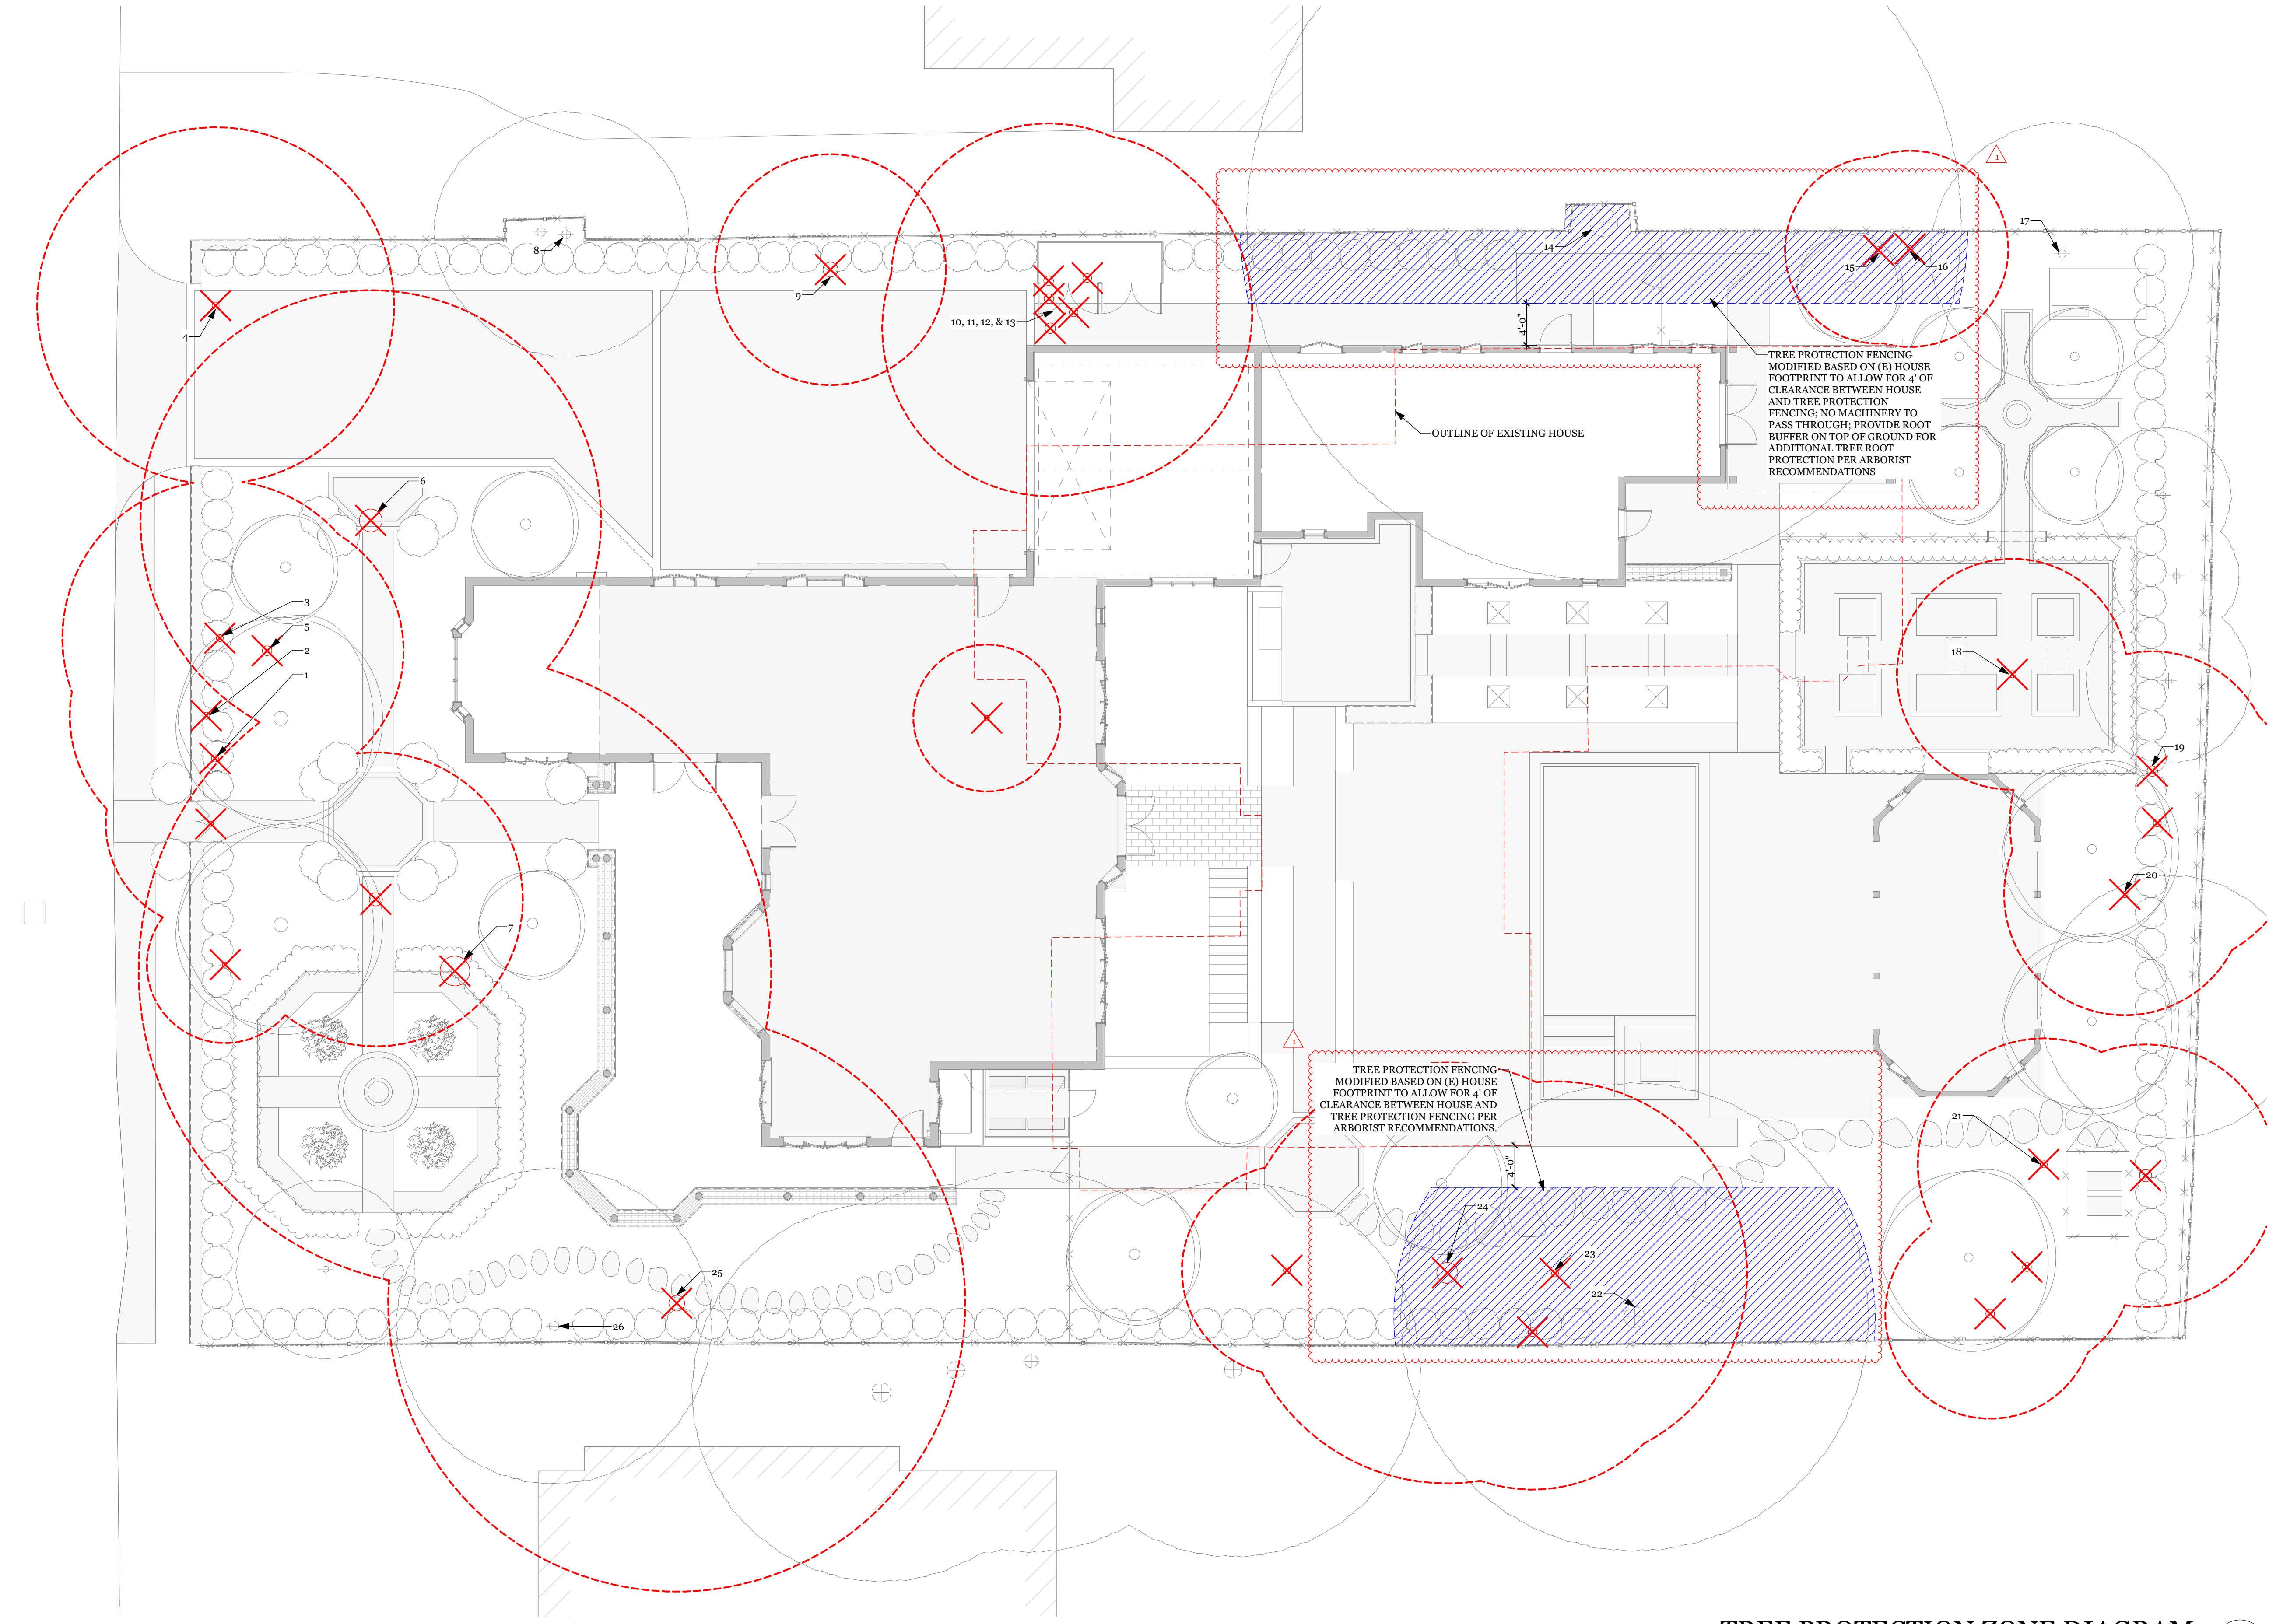 1
17
8
14
15
16
9
4
10, 11, 12, & 13
4'-0"
TREE PROTECTION FENCING
MODIFIED BASED ON (E) HOUSE
FOOTPRINT TO ALLOW FOR 4' OF
CLEARANCE BETWEEN HOUSE
AND TREE PROTECTION
FENCING; NO MACHINERY TO
PASS THROUGH; PROVIDE ROOT
BUFFER ON TOP OF GROUND FOR
ADDITIONAL TREE ROOT
PROTECTION PER ARBORIST
RECOMMENDATIONS
OUTLINE OF EXISTING HOUSE
6
3
5
2
1
18
19
20
7
1
TREE PROTECTION FENCING
MODIFIED BASED ON (E) HOUSE
FOOTPRINT TO ALLOW FOR 4' OF
CLEARANCE BETWEEN HOUSE AND
TREE PROTECTION FENCING PER
ARBORIST RECOMMENDATIONS.
4'-0"
21
24
23
22
25
26
TREE PROTECTION ZONE DIAGRAM